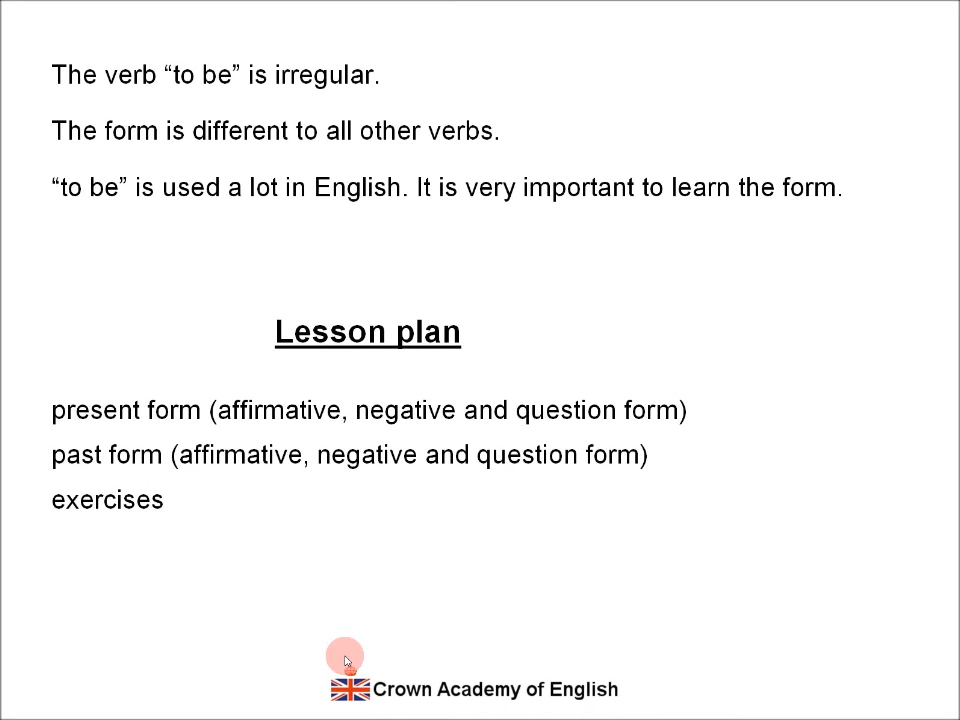 The verb “to be” is irregular.
The form is different to all other verbs.
“to be” is used a lot in English. It is very important to learn the form.
Lesson plan
present form (affirmative, negative and question form)
past form (affirmative, negative and question form)
exercises
Crown Academy of English